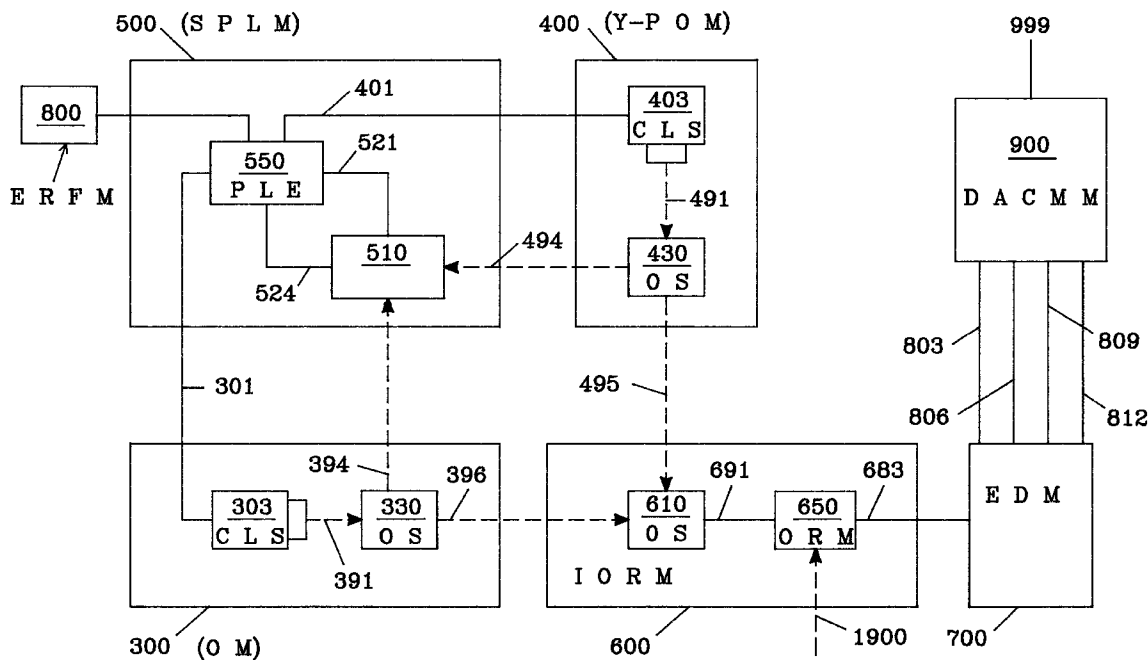 500 (S P L M)
400 (Y-P O M)
999
800
401
403
C L S
900
D A C M M
550
P L E
521
E R F M
491
510
494
430
O S
524
803
809
301
495
806
812
394
396
691
683
E D M
303
C L S
330
O S
610
O S
650
O R M
391
I O R M
300 (O M)
600
1900
700